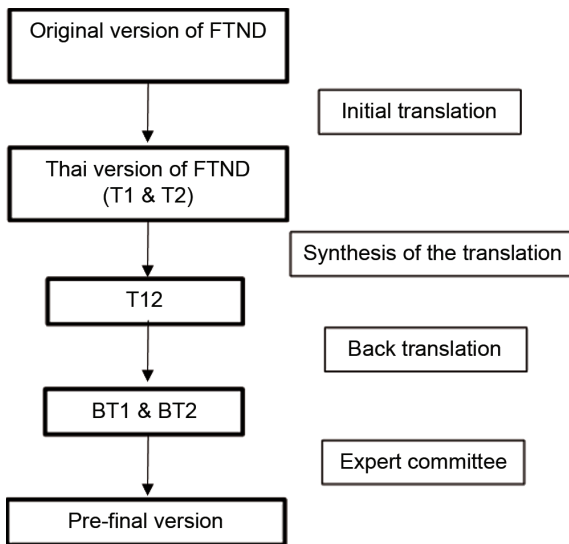 Original version of FTND
Initial translation
Thai version of FTND
(T1 & T2)
Synthesis of the translation
T12
Back translation
BT1 & BT2
Expert committee
Pre-final version